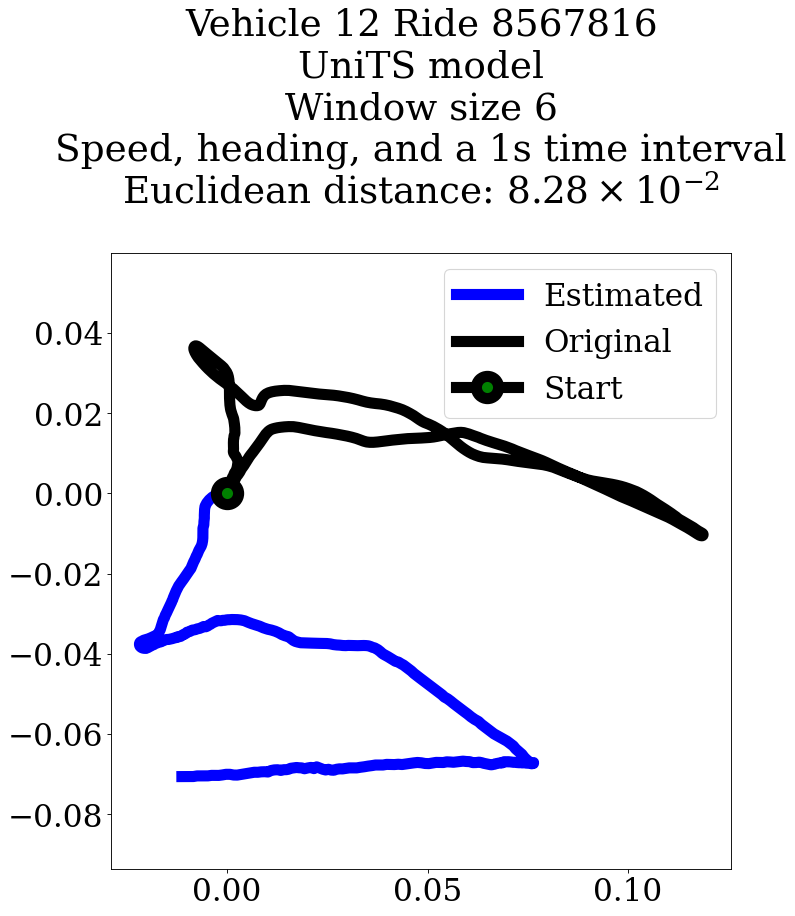 Vehicle 12 Ride 8567816
UniTS model
Window size 6
Speed, heading, and a 1s time interval
Euclidean distance: 8.28 × 10⁻²
Estimated
Original
Start
0.04
0.02
0.00
−0.02
−0.04
−0.06
−0.08
0.00 0.05 0.10